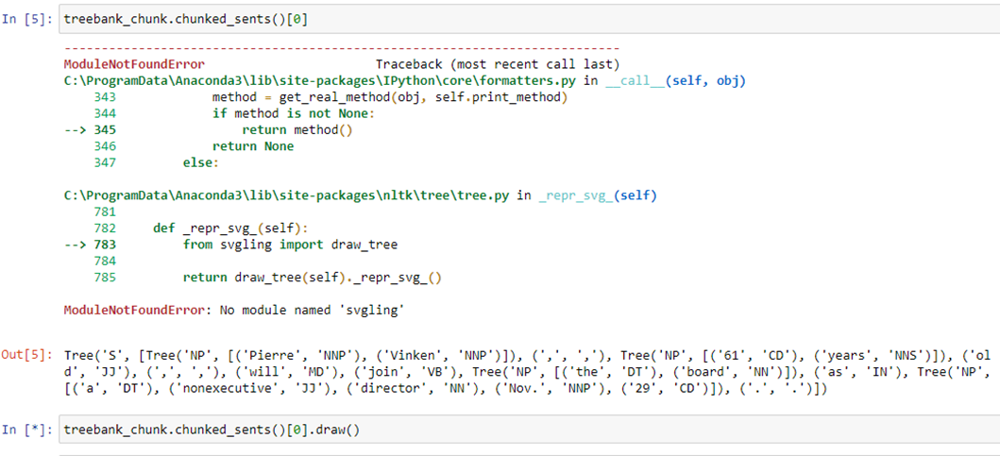 In [5]: treebank_chunk.chunked_sents()[0]
---------------------------------------------------------------------------
ModuleNotFoundError                       Traceback (most recent call last)
C:\ProgramData\Anaconda3\lib\site-packages\IPython\core\formatters.py in __call__(self, obj)
    343             method = get_real_method(obj, self.print_method)
    344             if method is not None:
--> 345                 return method()
    346             return None
    347         else:
C:\ProgramData\Anaconda3\lib\site-packages\nltk\tree\tree.py in _repr_svg_(self)
    781
    782     def _repr_svg_(self):
--> 783         from svgling import draw_tree
    784
    785         return draw_tree(self)._repr_svg_()
ModuleNotFoundError: No module named 'svgling'
Out[5]: Tree('S', [Tree('NP', [('Pierre', 'NNP'), ('Vinken', 'NNP')]), (',', ','), Tree('NP', [('61', 'CD'), ('years', 'NNS')]), ('ol
d', 'JJ'), (',', ','), ('will', 'MD'), ('join', 'VB'), Tree('NP', [('the', 'DT'), ('board', 'NN')]), ('as', 'IN'), Tree('NP',
[('a', 'DT'), ('nonexecutive', 'JJ'), ('director', 'NN'), ('Nov.', 'NNP'), ('29', 'CD')]), ('.', '.')])
In [*]: treebank_chunk.chunked_sents()[0].draw()